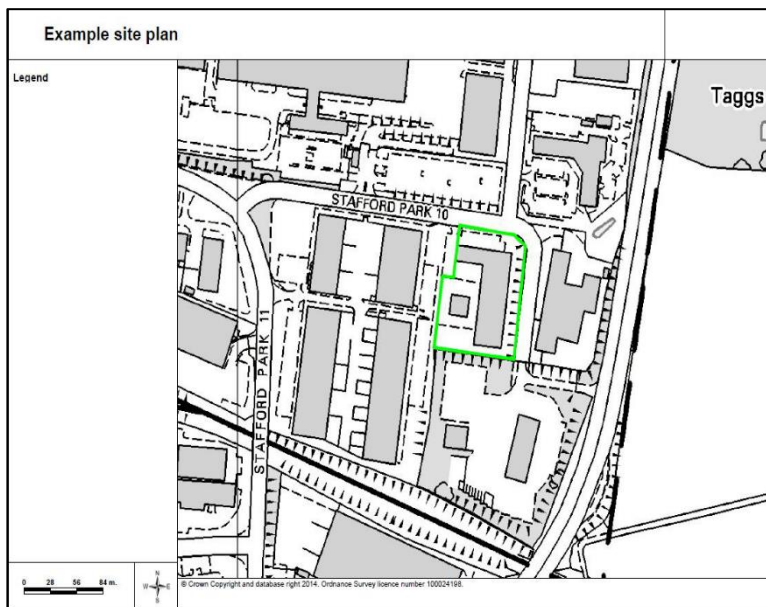 Example site plan
Legend
Taggs
STAFFORD PARK 10
STAFFORD PARK 11
0 28 56 84 m.
N
W E
S
© Crown Copyright and database right 2014. Ordnance Survey licence number 100024198.